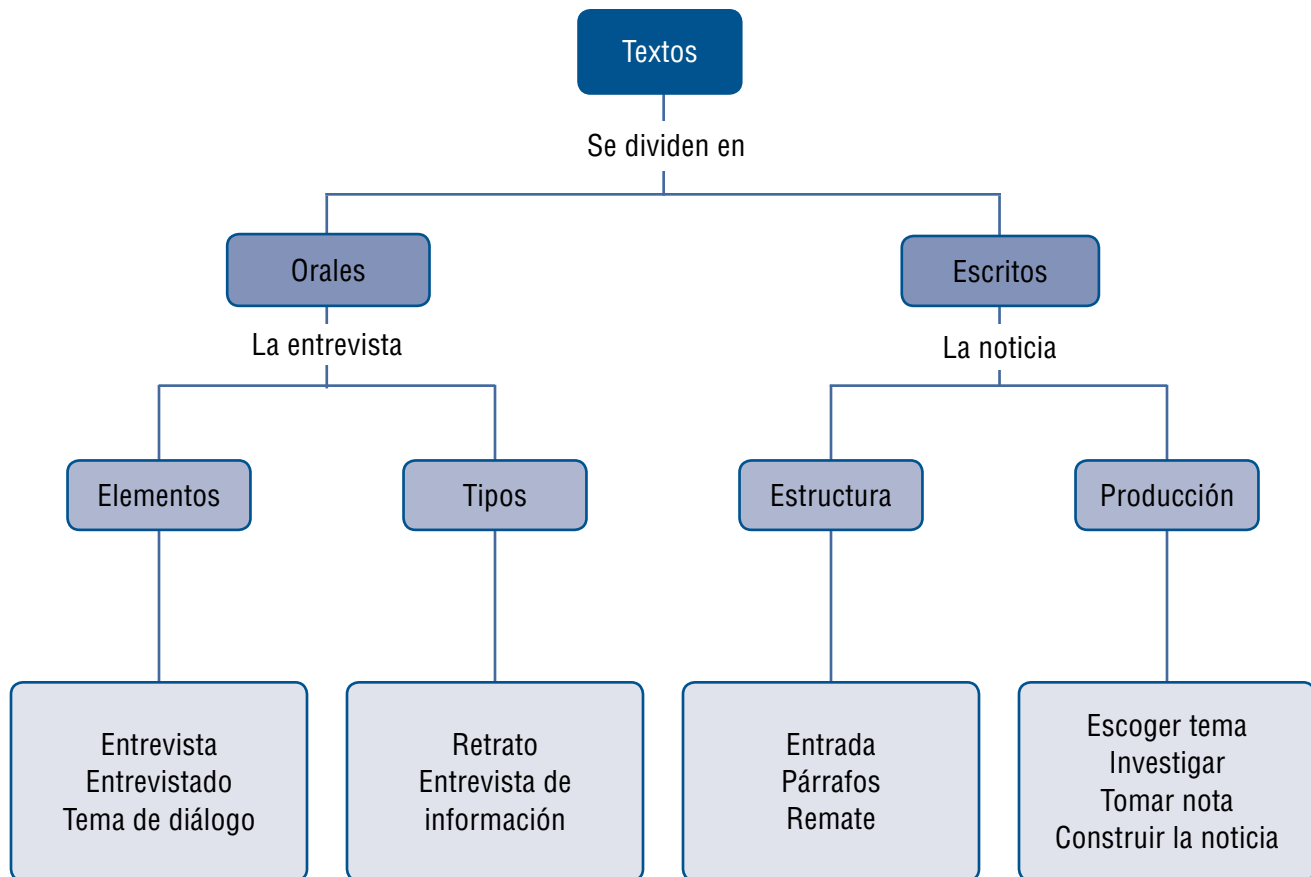 Textos
Se dividen en
Orales
Escritos
La entrevista
La noticia
Elementos
Tipos
Estructura
Producción
Entrevista
Entrevistado
Tema de diálogo
Retrato
Entrevista de
información
Entrada
Párrafos
Remate
Escoger tema
Investigar
Tomar nota
Construir la noticia